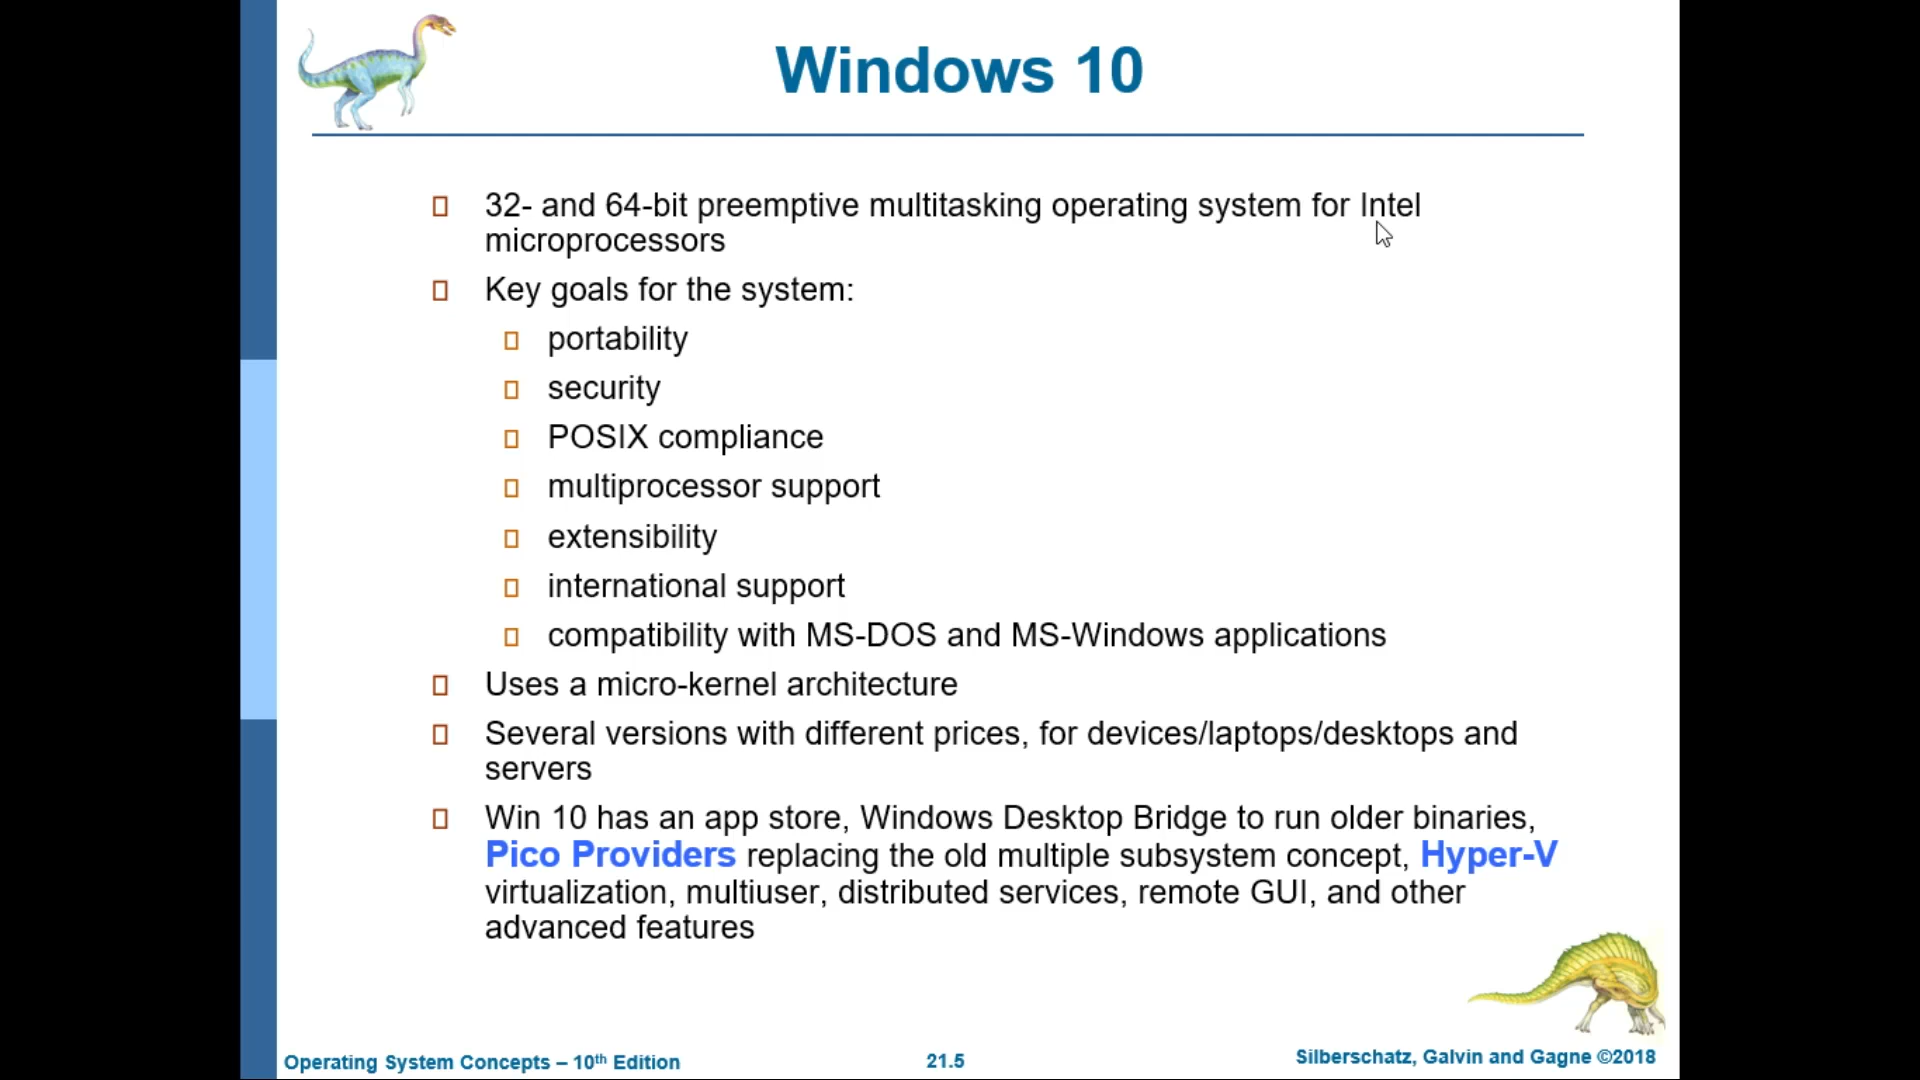 Windows 10
32- and 64-bit preemptive multitasking operating system for Intel
microprocessors
Key goals for the system:
portability
security
POSIX compliance
multiprocessor support
extensibility
international support
compatibility with MS-DOS and MS-Windows applications
Uses a micro-kernel architecture
Several versions with different prices, for devices/laptops/desktops and
servers
Win 10 has an app store, Windows Desktop Bridge to run older binaries,
Pico Providers replacing the old multiple subsystem concept, Hyper-V
virtualization, multiuser, distributed services, remote GUI, and other
advanced features
Operating System Concepts – 10th Edition
21.5
Silberschatz, Galvin and Gagne ©2018